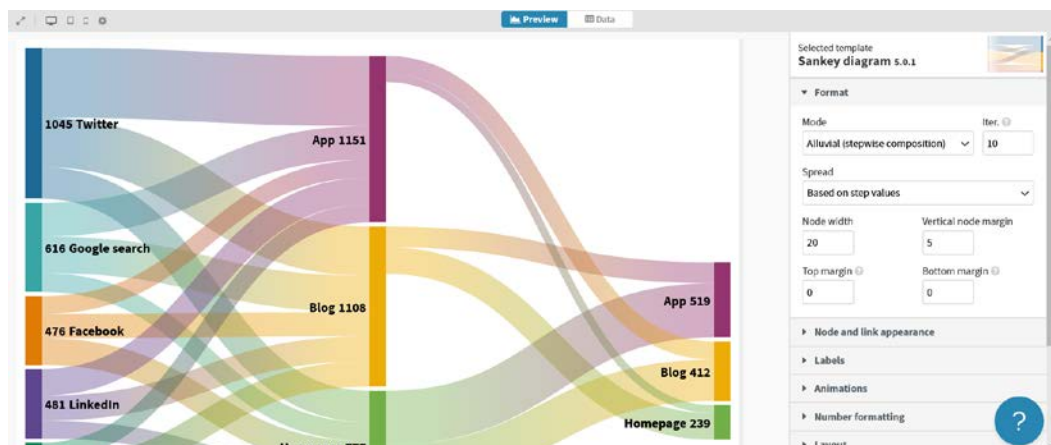 Preview
Data
1045 Twitter
616 Google search
476 Facebook
481 LinkedIn
App 1151
Blog 1108
App 519
Blog 412
Homepage 239
Selected template
Sankey diagram 5.0.1
Format
Mode
Iter.
Alluvial (stepwise composition)
10
Spread
Based on step values
Node width
Vertical node margin
20
5
Top margin
Bottom margin
0
0
Node and link appearance
Labels
Animations
Number formatting
Layout
?